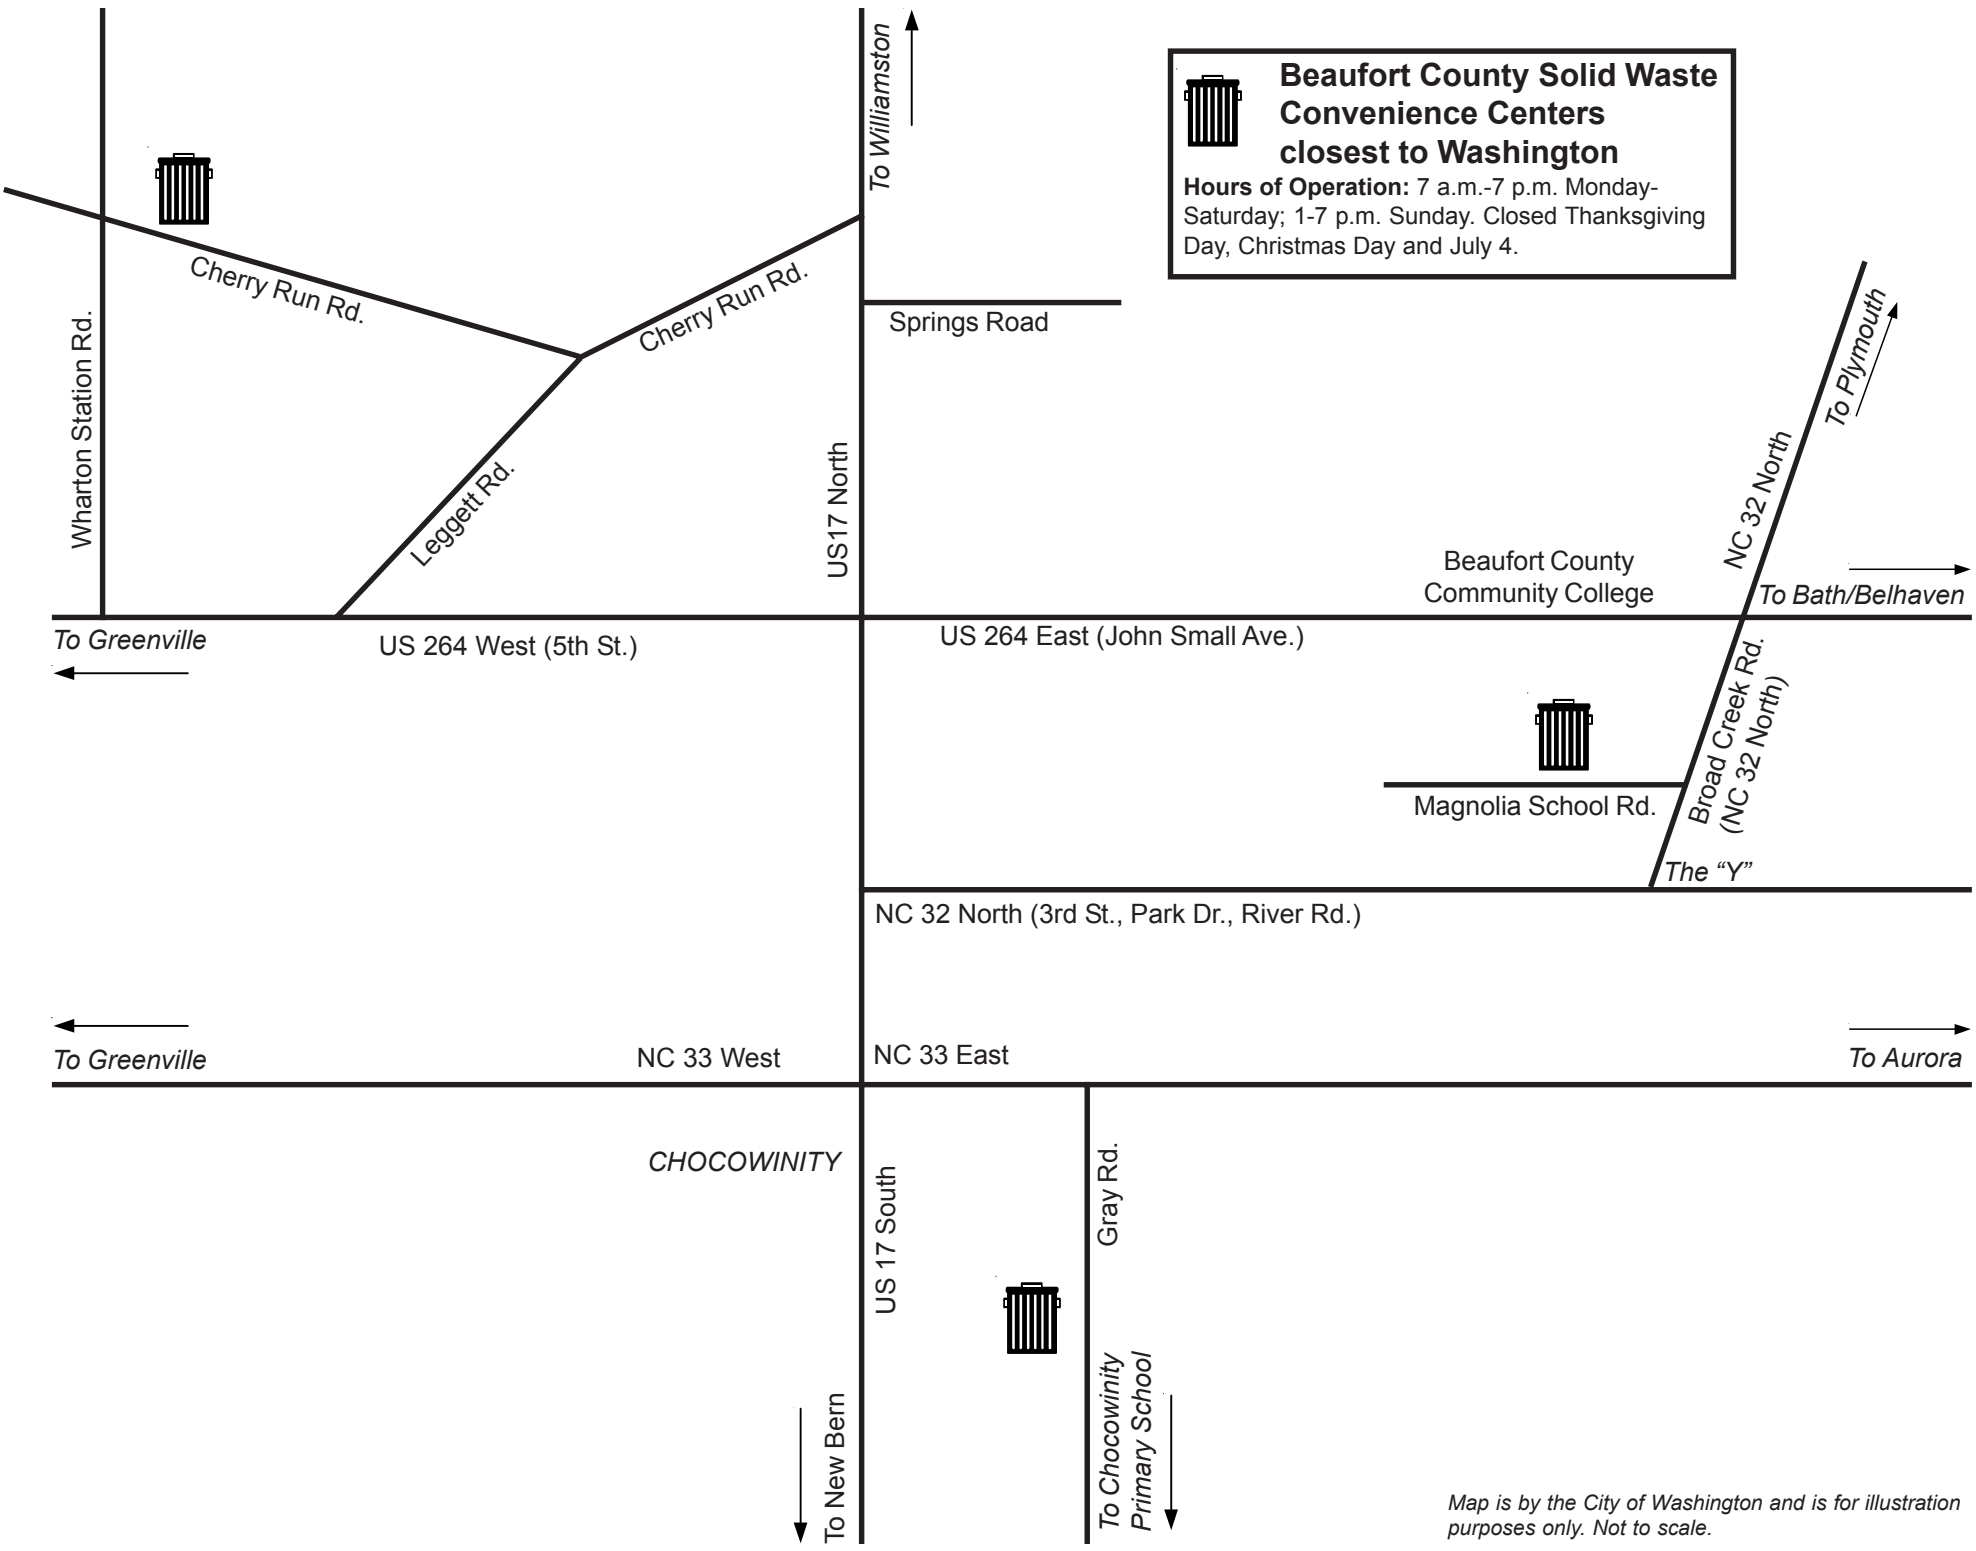 To Williamston
Beaufort County Solid Waste
Convenience Centers
closest to Washington
Hours of Operation: 7 a.m.-7 p.m. Monday-
Saturday; 1-7 p.m. Sunday. Closed Thanksgiving
Day, Christmas Day and July 4.
Cherry Run Rd.
Cherry Run Rd.
Springs Road
Wharton Station Rd.
Leggett Rd.
US17 North
To Plymouth
NC 32 North
Beaufort County
Community College
To Bath/Belhaven
To Greenville
US 264 West (5th St.)
US 264 East (John Small Ave.)
Magnolia School Rd.
Broad Creek Rd.
(NC 32 North)
The “Y”
NC 32 North (3rd St., Park Dr., River Rd.)
To Greenville
NC 33 West
NC 33 East
To Aurora
CHOCOWINITY
US 17 South
Gray Rd.
To New Bern
To Chocowinity
Primary School
Map is by the City of Washington and is for illustration
purposes only. Not to scale.